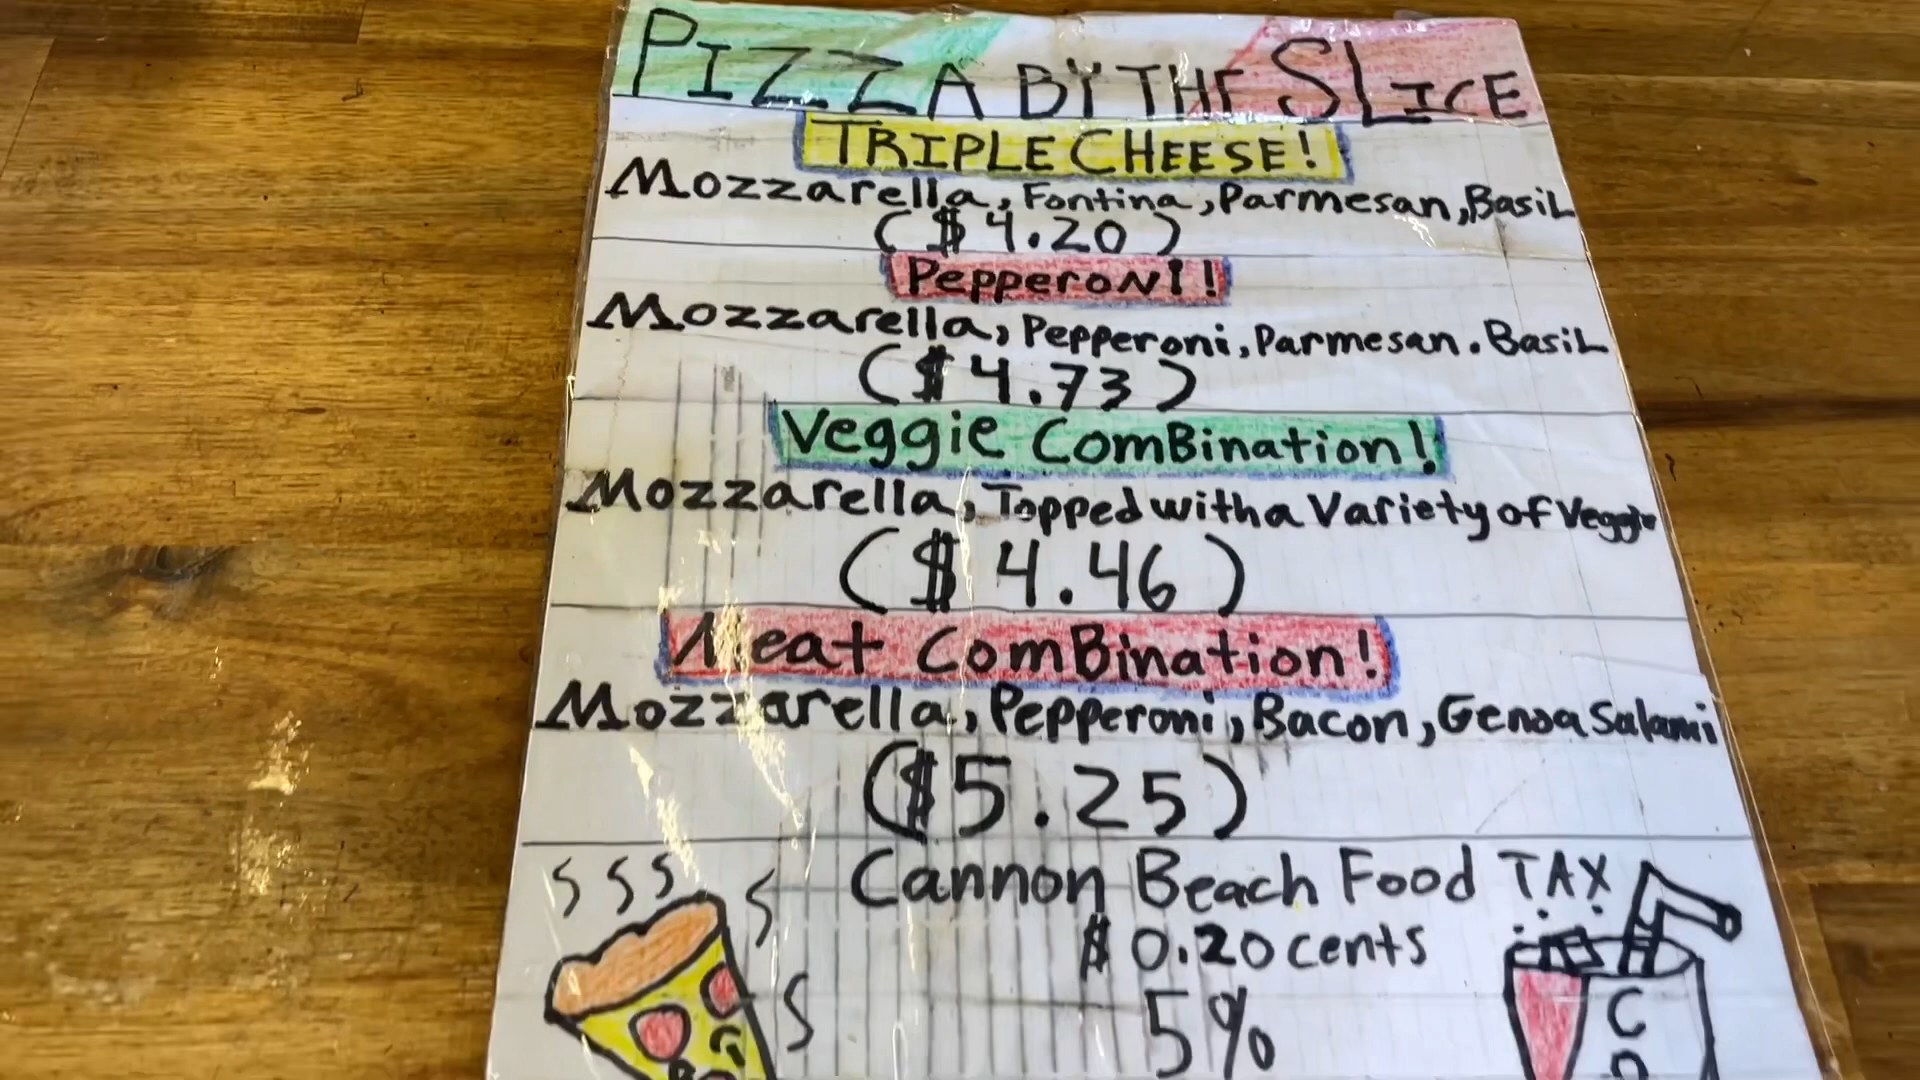 PIZZA BY THE SLICE
TRIPLE CHEESE!
Mozzarella, Fontina, Parmesan, Basil
($4.20)
Pepperoni!
Mozzarella, Pepperoni, Parmesan. Basil
($4.73)
Veggie Combination!
Mozzarella, Topped with a Variety of
($4.46)
Meat Combination!
Mozzarella, Pepperoni, Bacon, Genoa Salami
($5.25)
Cannon Beach Food TAX
$0.20 cents
5%
C